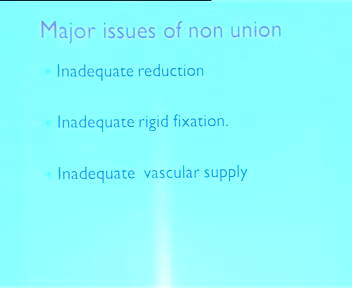 Major issues of non union
Inadequate reduction
Inadequate rigid fixation.
Inadequate vascular supply